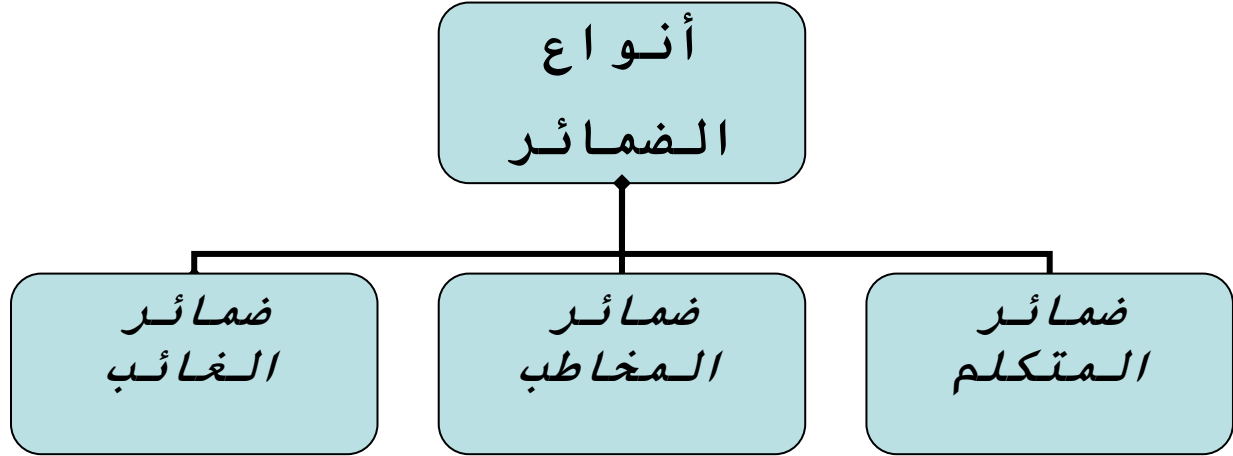 أنواع
الضمائر
ضمائر
المتكلم
ضمائر
المخاطب
ضمائر
الغائب